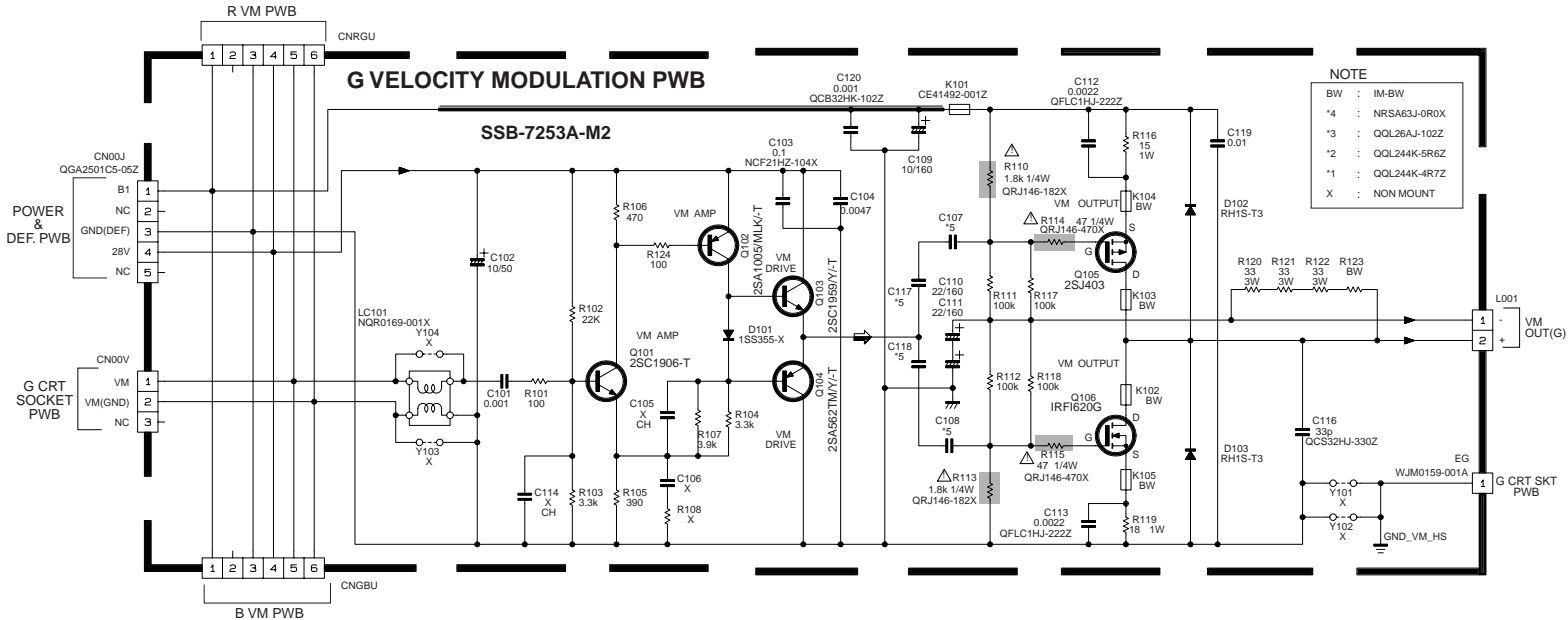 R VM PWB
CNRGU
1 2 3 4 5 6
G VELOCITY MODULATION PWB
SSB-7253A-M2
C120
0.001
QCB32HK-102Z
K101
CE41492-001Z
C112
0.0022
QFLC1HJ-222Z
NOTE
BW : IM-BW
*4 : NRSA63J-0R0X
*3 : QQL26AJ-102Z
*2 : QQL244K-5R6Z
*1 : QQL244K-4R7Z
X : NON MOUNT
CN00J
QGA2501C5-05Z
POWER
&
DEF. PWB
B1 1
NC 2
GND(DEF) 3
28V 4
NC 5
C103
0.1
NCF21HZ-104X
C109
10/160
R110
1.8k 1/4W
QRJ146-182X
R116
15
1W
C119
0.01
R106
470
VM AMP
R124
100
Q102
2SA1005/MLK/-T
C104
0.0047
C107
*5
R114 47 1/4W
QRJ146-470X
VM OUTPUT
K104
BW
S
G
D
Q105
2SJ403
D102
RH1S-T3
C102
10/50
VM
DRIVE
Q103
2SC1959/Y/-T
C117
*5
C110
22/160
C111
22/160
R111
100k
R117
100k
K103
BW
R120
33
3W
R121
33
3W
R122
33
3W
R123
BW
L001
1 -
2 +
VM
OUT(G)
LC101
NQR0169-001X
Y104
X
R102
22K
VM AMP
Q101
2SC1906-T
D101
1SS355-X
C118
*5
R112
100k
R118
100k
VM OUTPUT
K102
BW
CN00V
G CRT
SOCKET
PWB
VM 1
VM(GND) 2
NC 3
C101
0.001
R101
100
C105
X
CH
R107
3.9k
R104
3.3k
Q104
2SA562TM/Y/-T
VM
DRIVE
C108
*5
Q106
IRFI620G
D
G
S
R115
47 1/4W
QRJ146-470X
K105
BW
D103
RH1S-T3
C116
33p
QCS32HJ-330Z
Y103
X
C114
X
CH
R103
3.3k
R105
390
C106
X
R108
X
R113
1.8k 1/4W
QRJ146-182X
C113
0.0022
QFLC1HJ-222Z
R119
18 1W
EG
WJM0159-001A
1
G CRT SKT
PWB
Y101
X
Y102
X
GND_VM_HS
1 2 3 4 5 6
CNGBU
B VM PWB